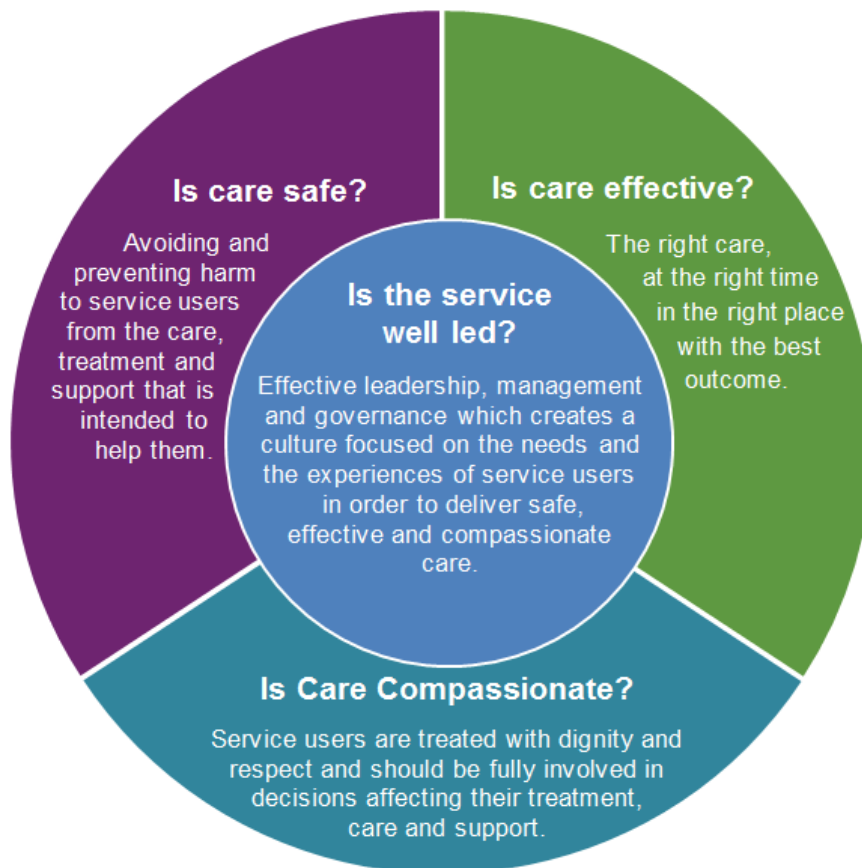 Is care safe?
Avoiding and
preventing harm
to service users
from the care,
treatment and
support that is
intended to
help them.
Is care effective?
The right care,
at the right time
in the right place
with the best
outcome.
Is the service
well led?
Effective leadership, management
and governance which creates a
culture focused on the needs and
the experiences of service users
in order to deliver safe,
effective and compassionate
care.
Is Care Compassionate?
Service users are treated with dignity and
respect and should be fully involved in
decisions affecting their treatment,
care and support.